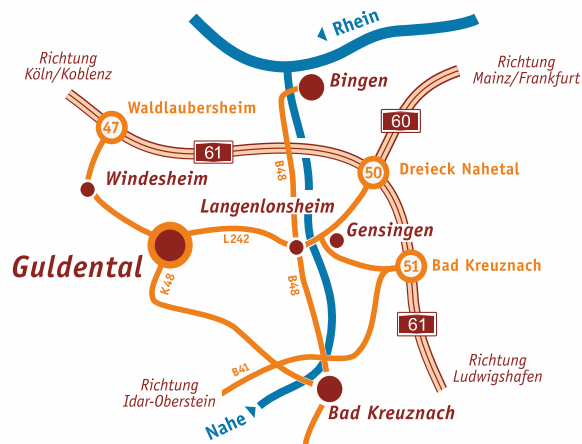 Rhein
Richtung
Köln/Koblenz
Richtung
Mainz/Frankfurt
Bingen
Waldlaubersheim
47
60
61
B48
50
Dreieck Nahetal
Windesheim
Langenlonsheim
Gensingen
L242
Guldental
51
Bad Kreuznach
K48
B48
61
B41
Richtung
Ludwigshafen
Richtung
Idar-Oberstein
Nahe
Bad Kreuznach